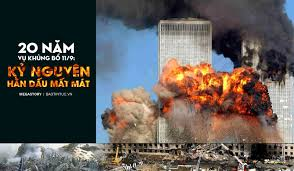 20 NĂM
VỤ KHỦNG BỐ 11/9:
KỶ NGUYÊN
HẰN DẤU MẤT MÁT
MEGASTORY | BAOTINTUC.VN